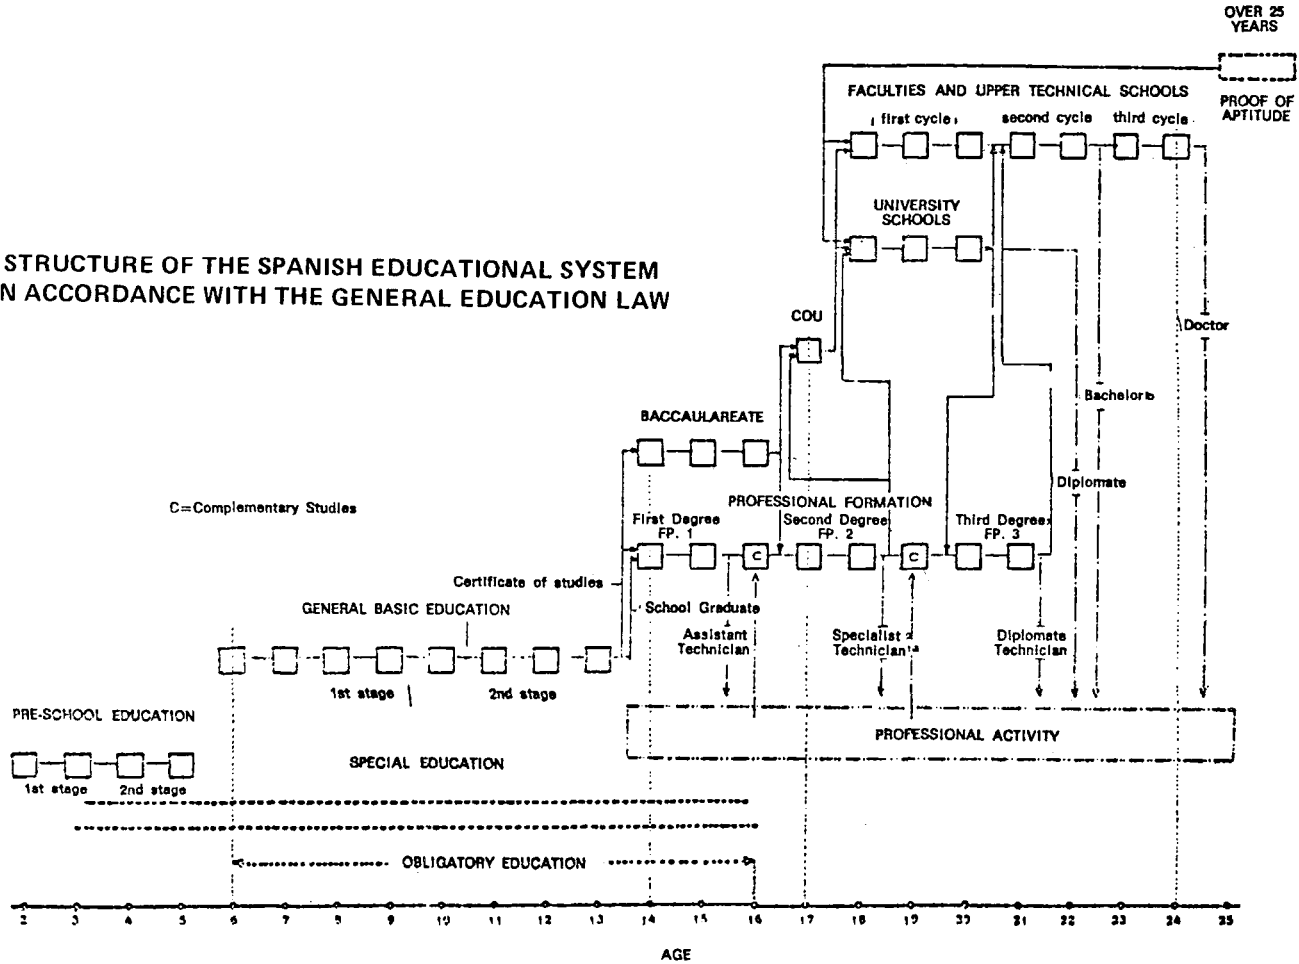 OVER 25
YEARS
PROOF OF
APTITUDE
FACULTIES AND UPPER TECHNICAL SCHOOLS
first cycle
second cycle
third cycle
UNIVERSITY
SCHOOLS
STRUCTURE OF THE SPANISH EDUCATIONAL SYSTEM
N ACCORDANCE WITH THE GENERAL EDUCATION LAW
COU
Doctor
Bachelor
BACCAULAREATE
Diplomate
C=Complementary Studies
PROFESSIONAL FORMATION
First Degree
FP. 1
Second Degree
FP. 2
Third Degree
FP. 3
C
C
Certificate of studies
School Graduate
GENERAL BASIC EDUCATION
Assistant
Technician
Specialist
Technician
Diplomate
Technician
1st stage
2nd stage
PRE-SCHOOL EDUCATION
PROFESSIONAL ACTIVITY
1st stage
2nd stage
SPECIAL EDUCATION
OBLIGATORY EDUCATION
2 3 4 5 6 7 8 9 10 11 12 13 14 15 16 17 18 19 20 21 22 23 24 25
AGE